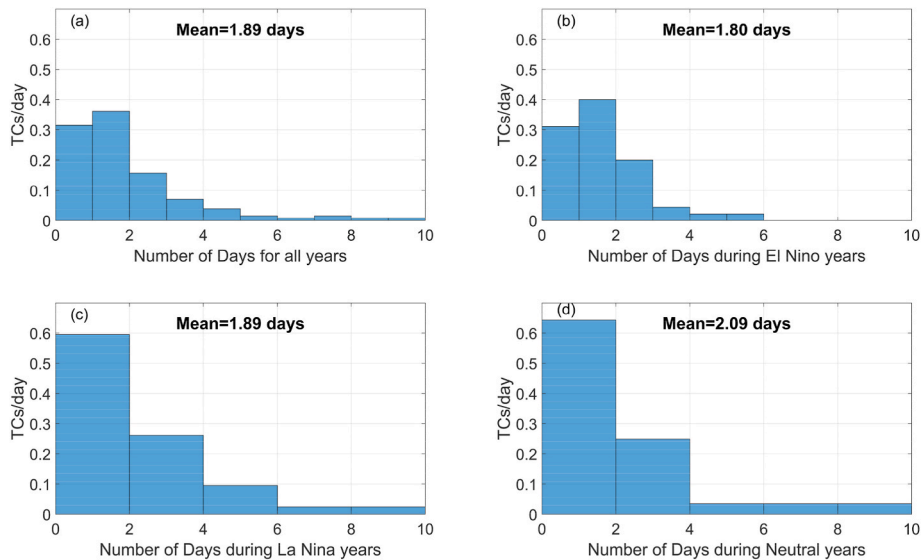 (a)
Mean=1.89 days
TCs/day
0.6
0.5
0.4
0.3
0.2
0.1
0
0 2 4 6 8 10
Number of Days for all years
(b)
Mean=1.80 days
TCs/day
0.6
0.5
0.4
0.3
0.2
0.1
0
0 2 4 6 8 10
Number of Days during El Nino years
(c)
Mean=1.89 days
TCs/day
0.6
0.5
0.4
0.3
0.2
0.1
0
0 2 4 6 8 10
Number of Days during La Nina years
(d)
Mean=2.09 days
TCs/day
0.6
0.5
0.4
0.3
0.2
0.1
0
0 2 4 6 8 10
Number of Days during Neutral years